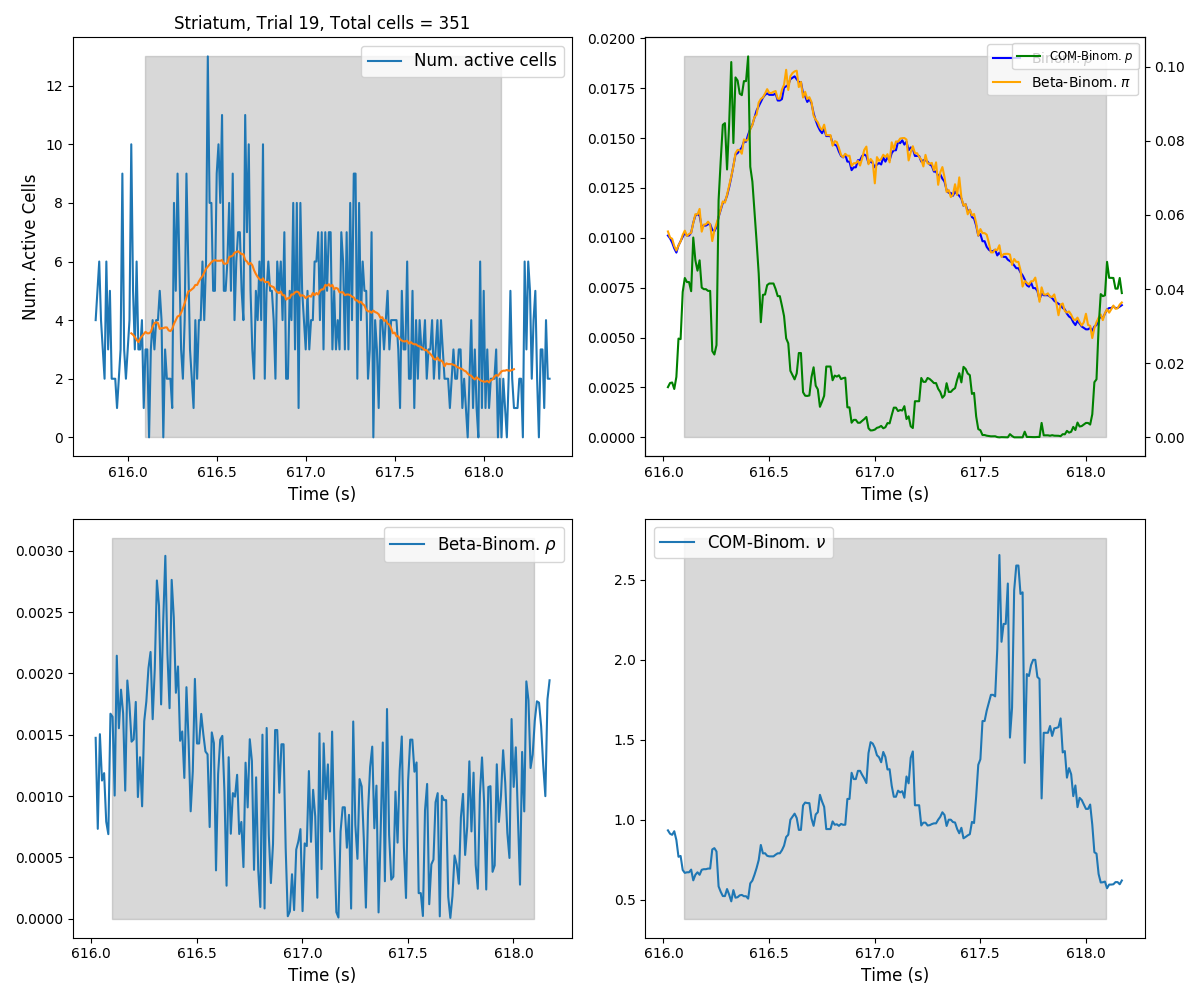 Striatum, Trial 19, Total cells = 351
Num. active cells
Num. Active Cells
12
10
8
6
4
2
0
616.0 616.5 617.0 617.5 618.0
Time (s)
COM-Binom. p
Binom. p
Beta-Binom. π
0.0200
0.0175
0.0150
0.0125
0.0100
0.0075
0.0050
0.0025
0.0000
0.10
0.08
0.06
0.04
0.02
0.00
616.0 616.5 617.0 617.5 618.0
Time (s)
Beta-Binom. ρ
0.0030
0.0025
0.0020
0.0015
0.0010
0.0005
0.0000
616.0 616.5 617.0 617.5 618.0
Time (s)
COM-Binom. ν
2.5
2.0
1.5
1.0
0.5
616.0 616.5 617.0 617.5 618.0
Time (s)